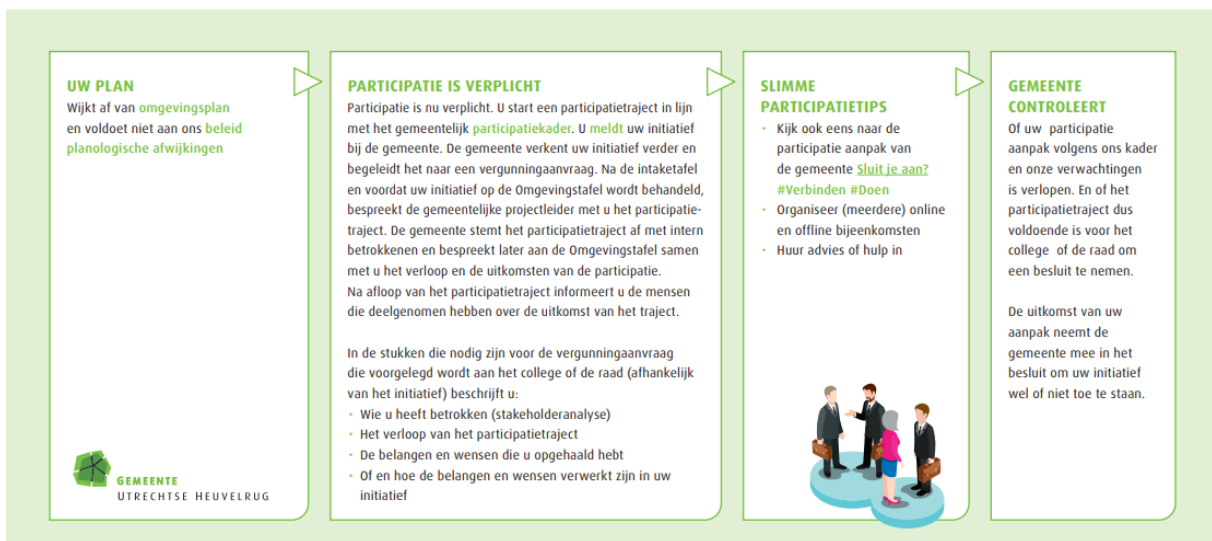 UW PLAN
Wijkt af van omgevingsplan
en voldoet niet aan ons beleid
planologische afwijkingen
GEMEENTE
UTRECHTSE HEUVELRUG
PARTICIPATIE IS VERPLICHT
Participatie is nu verplicht. U start een participatietraject in lijn
met het gemeentelijk participatiekader. U meldt uw initiatief
bij de gemeente. De gemeente verkent uw initiatief verder en
begeleidt het naar een vergunningaanvraag. Na de intaketafel
en voordat uw initiatief op de Omgevingstafel wordt behandeld,
bespreekt de gemeentelijke projectleider met u het participatie-
traject. De gemeente stemt het participatietraject af met intern
betrokkenen en bespreekt later aan de Omgevingstafel samen
met u het verloop en de uitkomsten van de participatie.
Na afloop van het participatietraject informeert u de mensen
die deelgenomen hebben over de uitkomst van het traject.
In de stukken die nodig zijn voor de vergunningaanvraag
die voorgelegd wordt aan het college of de raad (afhankelijk
van het initiatief) beschrijft u:
• Wie u heeft betrokken (stakeholderanalyse)
• Het verloop van het participatietraject
• De belangen en wensen die u opgehaald hebt
• Of en hoe de belangen en wensen verwerkt zijn in uw
initiatief
SLIMME
PARTICIPATIETIPS
• Kijk ook eens naar de
participatie aanpak van
de gemeente Sluit je aan?
#Verbinden #Doen
• Organiseer (meerdere) online
en offline bijeenkomsten
• Huur advies of hulp in
GEMEENTE
CONTROLEERT
Of uw participatie
aanpak volgens ons kader
en onze verwachtingen
is verlopen. En of het
participatietraject dus
voldoende is voor het
college of de raad om
een besluit te nemen.
De uitkomst van uw
aanpak neemt de
gemeente mee in het
besluit om uw initiatief
wel of niet toe te staan.